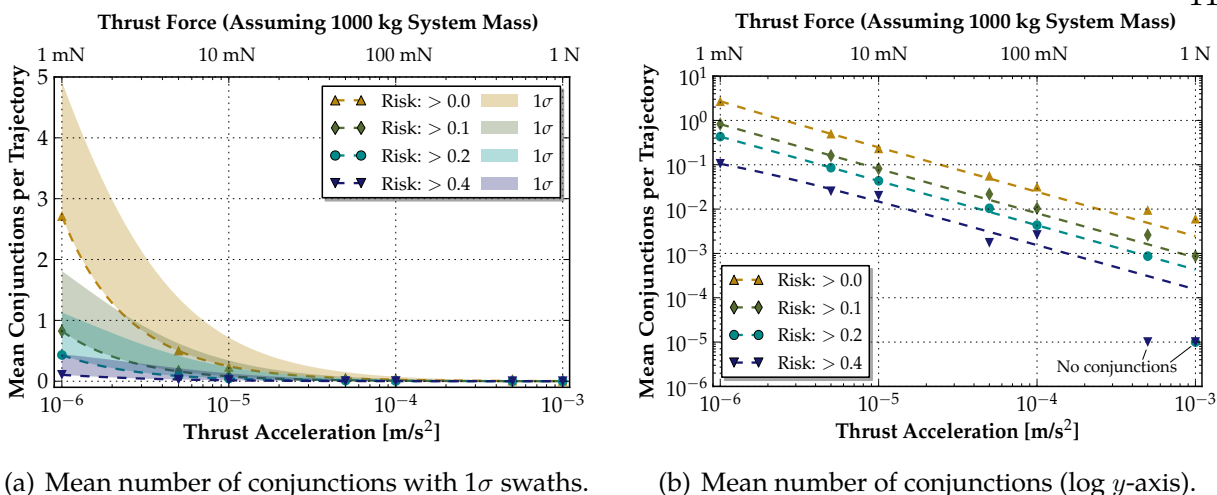 11
Thrust Force (Assuming 1000 kg System Mass)
1 mN 10 mN 100 mN 1 N
Mean Conjunctions per Trajectory
5
4
3
2
1
0
Risk: > 0.0 1σ
Risk: > 0.1 1σ
Risk: > 0.2 1σ
Risk: > 0.4 1σ
10⁻⁶ 10⁻⁵ 10⁻⁴ 10⁻³
Thrust Acceleration [m/s²]
(a) Mean number of conjunctions with 1σ swaths.
Thrust Force (Assuming 1000 kg System Mass)
1 mN 10 mN 100 mN 1 N
Mean Conjunctions per Trajectory
10¹
10⁰
10⁻¹
10⁻²
10⁻³
10⁻⁴
10⁻⁵
10⁻⁶
Risk: > 0.0
Risk: > 0.1
Risk: > 0.2
Risk: > 0.4
No conjunctions
10⁻⁶ 10⁻⁵ 10⁻⁴ 10⁻³
Thrust Acceleration [m/s²]
(b) Mean number of conjunctions (log y-axis).